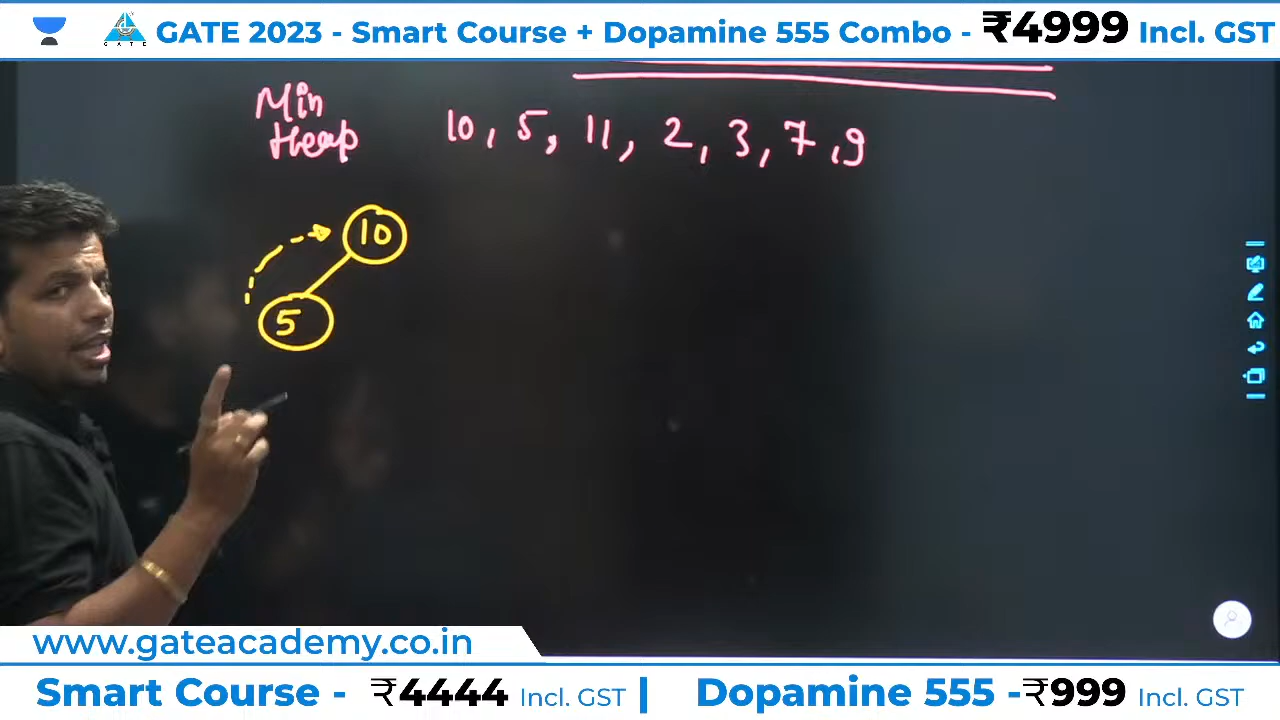 GATE
GATE 2023 - Smart Course + Dopamine 555 Combo - ₹4999 Incl. GST
Min
Heap
10, 5, 11, 2, 3, 7, 9
10
5
www.gateacademy.co.in
Smart Course - ₹4444 Incl. GST | Dopamine 555 -₹999 Incl. GST